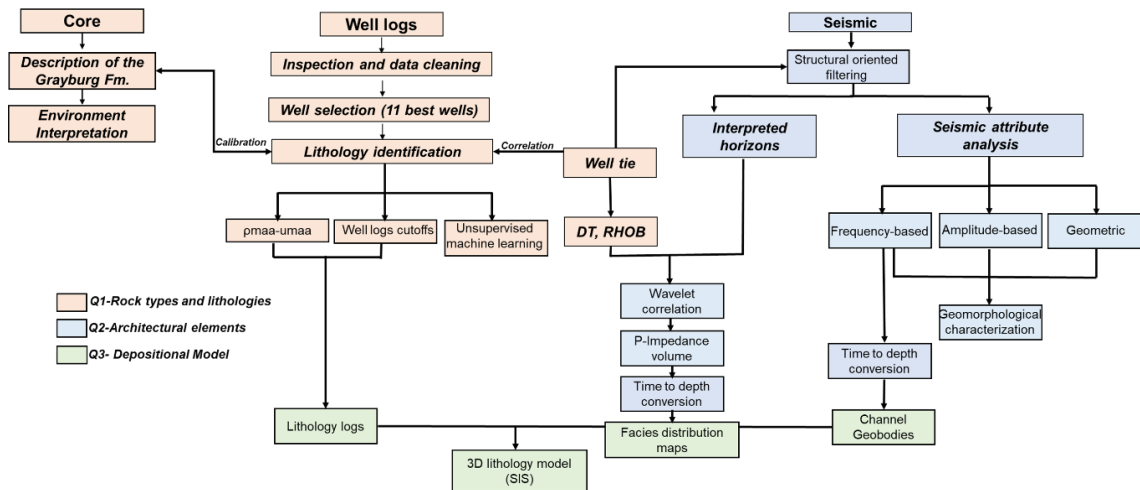 Core
Well logs
Seismic
Description of the
Grayburg Fm.
Inspection and data cleaning
Structural oriented
filtering
Environment
Interpretation
Well selection (11 best wells)
Interpreted
horizons
Seismic attribute
analysis
Calibration
Lithology identification
Correlation
Well tie
ρmaa-umaa
Well logs cutoffs
Unsupervised
machine learning
DT, RHOB
Frequency-based
Amplitude-based
Geometric
Q1-Rock types and lithologies
Q2-Architectural elements
Q3- Depositional Model
Wavelet
correlation
Geomorphological
characterization
P-Impedance
volume
Time to depth
conversion
Time to depth
conversion
Lithology logs
Facies distribution
maps
Channel
Geobodies
3D lithology model
(SIS)